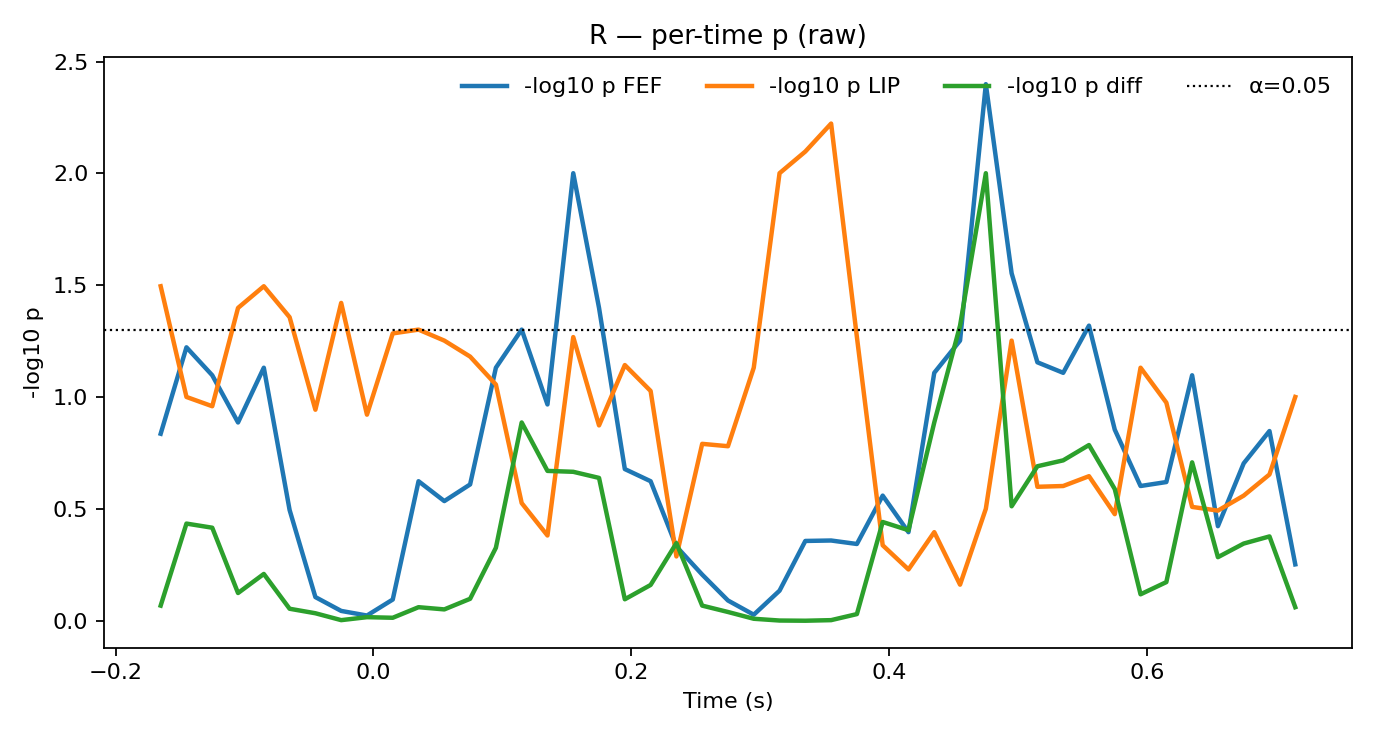 R — per-time p (raw)
-log10 p FEF
-log10 p LIP
-log10 p diff
α=0.05
-log10 p
2.5
2.0
1.5
1.0
0.5
0.0
−0.2
0.0
0.2
0.4
0.6
Time (s)